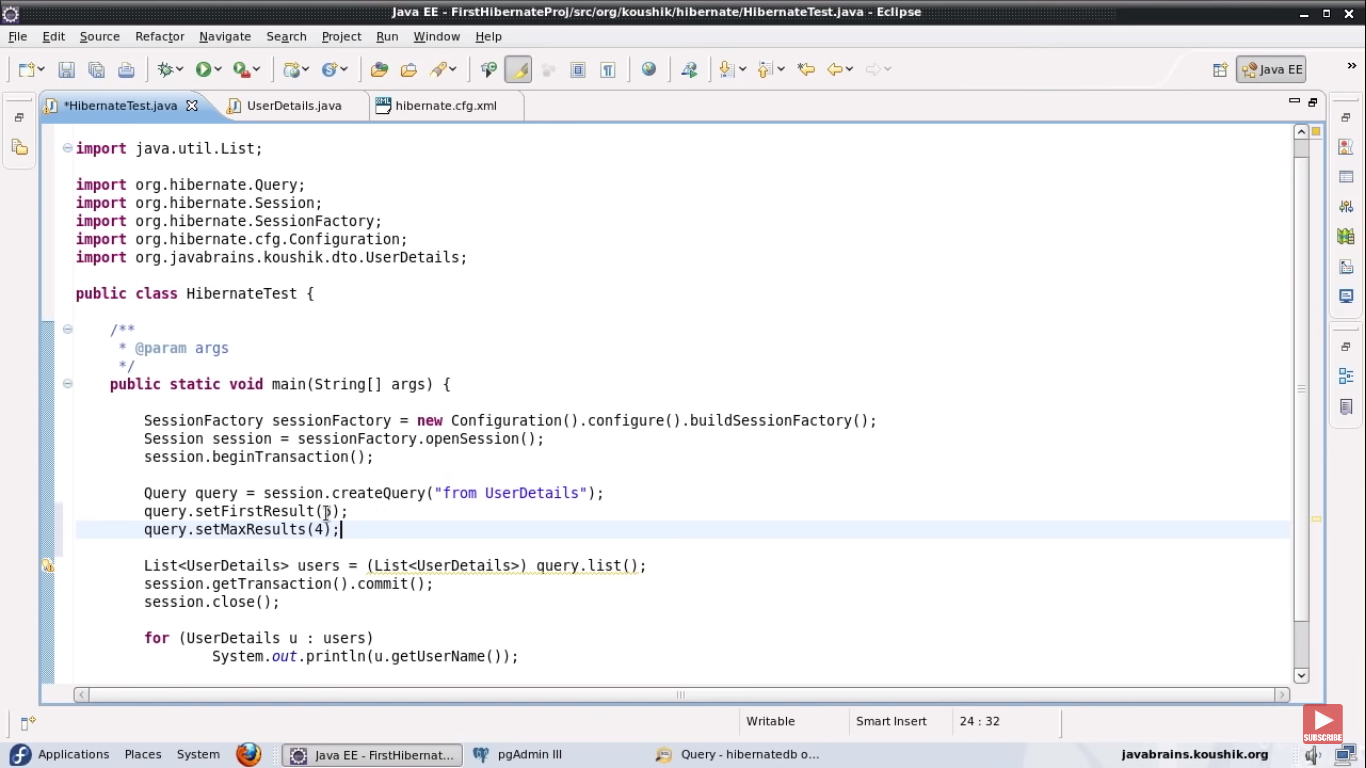 Java EE - FirstHibernateProj/src/org/koushik/hibernate/HibernateTest.java - Eclipse
File Edit Source Refactor Navigate Search Project Run Window Help
Java EE »
*HibernateTest.java UserDetails.java hibernate.cfg.xml
import java.util.List;
import org.hibernate.Query;
import org.hibernate.Session;
import org.hibernate.SessionFactory;
import org.hibernate.cfg.Configuration;
import org.javabrains.koushik.dto.UserDetails;
public class HibernateTest {
/**
* @param args
*/
public static void main(String[] args) {
SessionFactory sessionFactory = new Configuration().configure().buildSessionFactory();
Session session = sessionFactory.openSession();
session.beginTransaction();
Query query = session.createQuery("from UserDetails");
query.setFirstResult( );
query.setMaxResults(4);
List<UserDetails> users = (List<UserDetails>) query.list();
session.getTransaction().commit();
session.close();
for (UserDetails u : users)
System.out.println(u.getUserName());
Writable Smart Insert 24 : 32
SUBSCRIBE
Applications Places System Java EE - FirstHibernat... pgAdmin III Query - hibernatedb o... javabrains.koushik.org